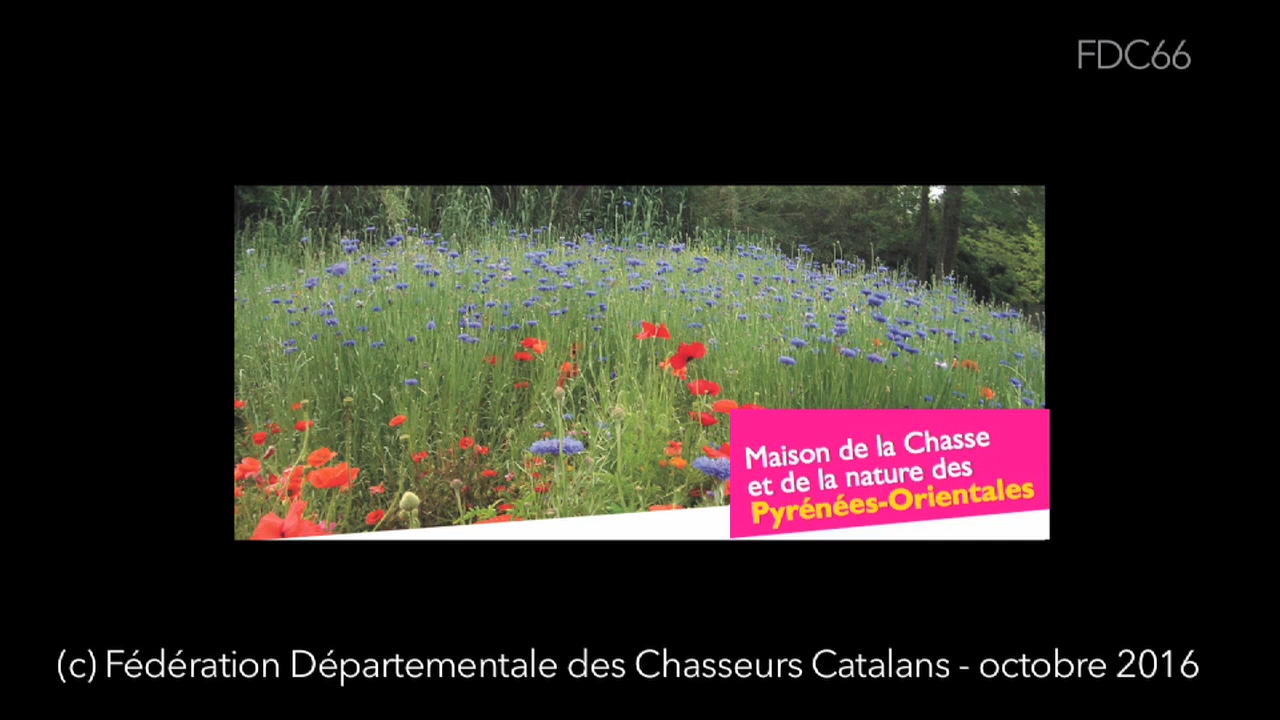 FDC66
Maison de la Chasse
et de la nature des
Pyrénées-Orientales
(c) Fédération Départementale des Chasseurs Catalans - octobre 2016